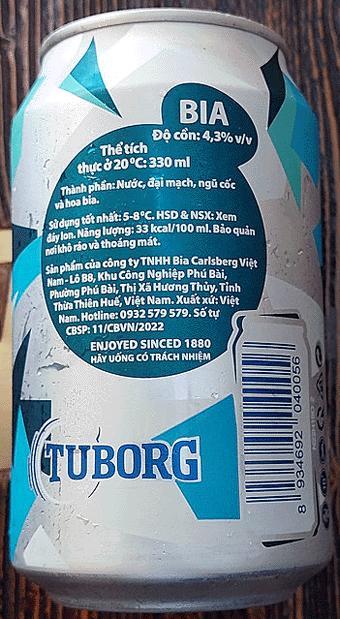 BIA
Độ cồn: 4,3% v/v
Thể tích
thực ở 20°C: 330 ml
Thành phần: Nước, đại mạch, ngũ cốc
và hoa bia.
Sử dụng tốt nhất: 5-8°C. HSD & NSX: Xem
đáy lon. Năng lượng: 33 kcal/100 ml. Bảo quản
nơi khô ráo và thoáng mát.
Sản phẩm của công ty TNHH Bia Carlsberg Việt
Nam - Lô B8, Khu Công Nghiệp Phú Bài,
Phường Phú Bài, Thị Xã Hương Thủy, Tỉnh
Thừa Thiên Huế, Việt Nam. Xuất xứ: Việt
Nam. Hotline: 0932 579 579. Số tự
CBSP: 11/CBVN/2022
ENJOYED SINCED 1880
HÃY UỐNG CÓ TRÁCH NHIỆM
TUBORG
8 934692 040056